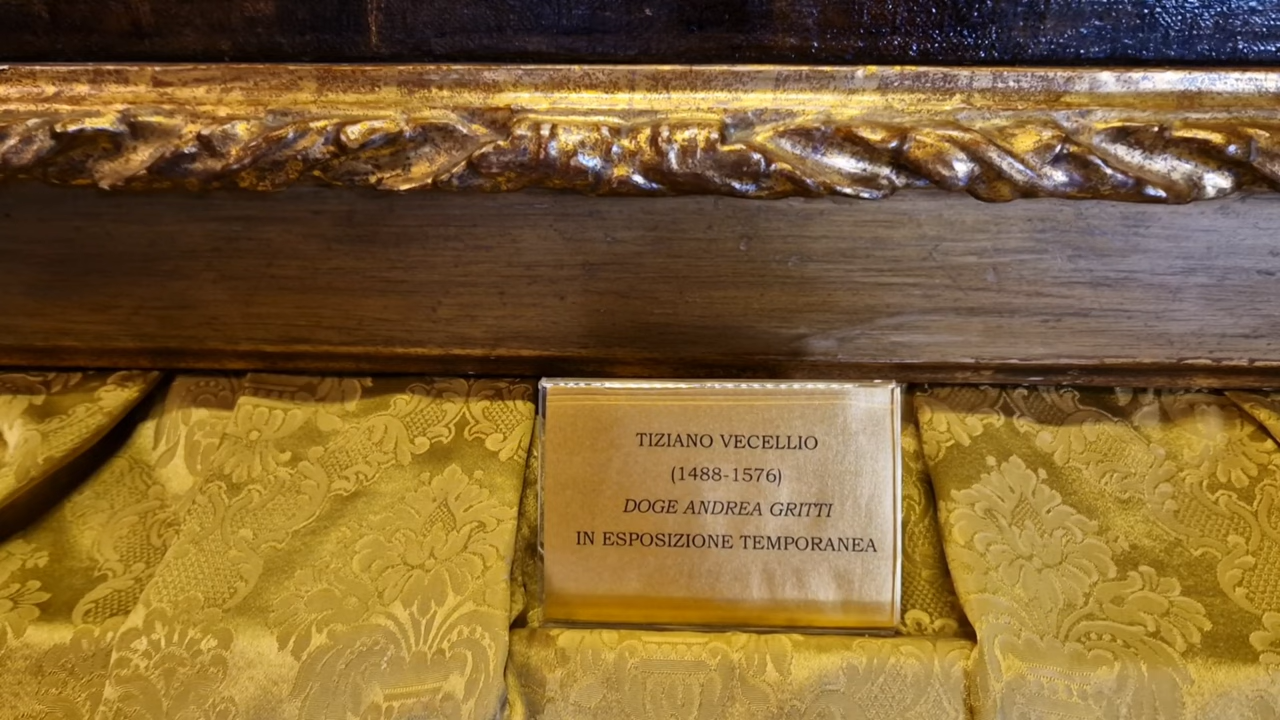 TIZIANO VECELLIO
(1488-1576)
DOGE ANDREA GRITTI
IN ESPOSIZIONE TEMPORANEA